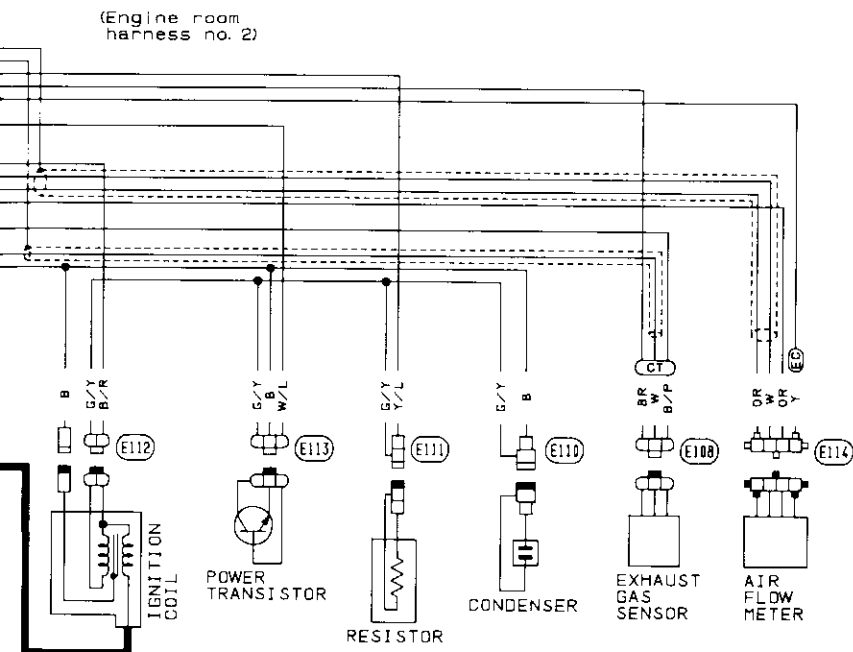 (Engine room
harness no. 2)
EC
CT
B
G/Y
B/R
G/Y
B
W/L
G/Y
Y/L
G/Y
B
BR
W
B/P
OR
W
OR
Y
E112
E113
E111
E110
E108
E114
IGNITION
COIL
POWER
TRANSISTOR
RESISTOR
CONDENSER
EXHAUST
GAS
SENSOR
AIR
FLOW
METER